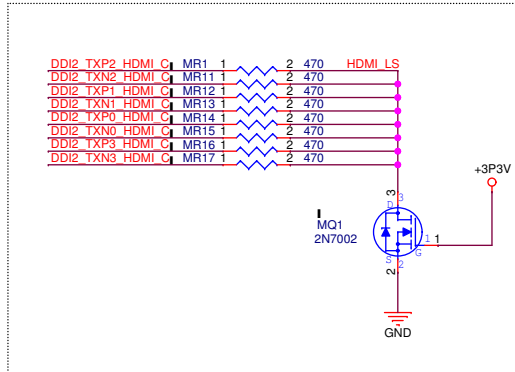 DDI2_TXP2_HDMI_C MR1 1 2 470 HDMI_LS
DDI2_TXN2_HDMI_C MR11 1 2 470
DDI2_TXP1_HDMI_C MR12 1 2 470
DDI2_TXN1_HDMI_C MR13 1 2 470
DDI2_TXP0_HDMI_C MR14 1 2 470
DDI2_TXN0_HDMI_C MR15 1 2 470
DDI2_TXP3_HDMI_C MR16 1 2 470
DDI2_TXN3_HDMI_C MR17 1 2 470
+3P3V
3 3
D
MQ1
2N7002
1 1
G
S
2 2
GND